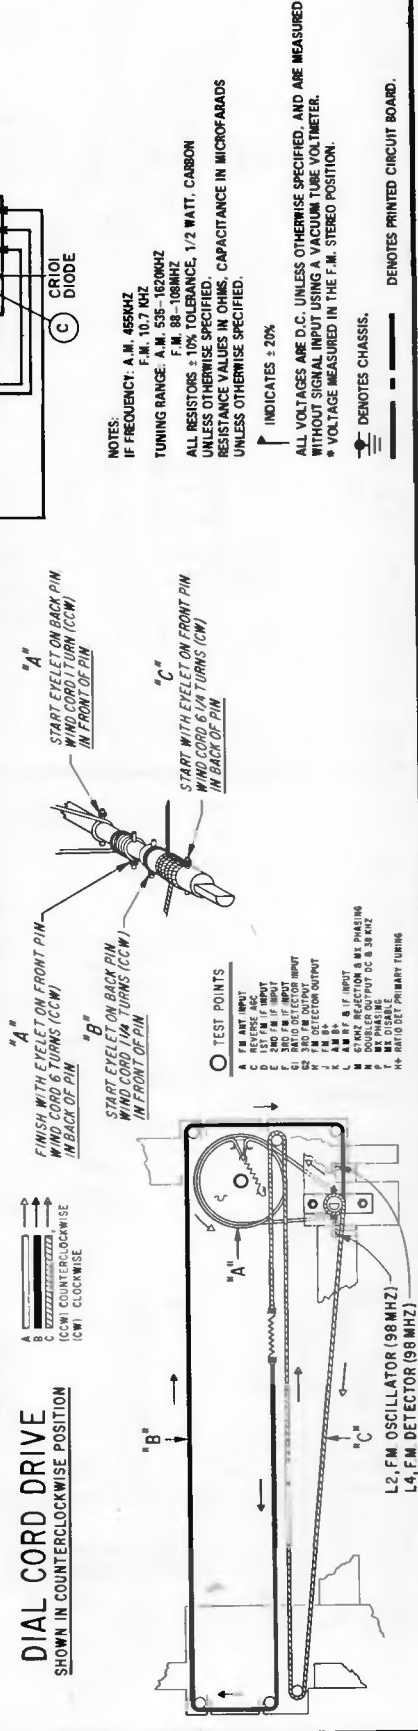 DIAL CORD DRIVE
SHOWN IN COUNTERCLOCKWISE POSITION
A
B
C
(CCW) COUNTERCLOCKWISE
(CW) CLOCKWISE
"A"
FINISH WITH EYELET ON FRONT PIN
WIND CORD 6 TURNS (CCW)
IN BACK OF PIN
"B"
START EYELET ON BACK PIN
WIND CORD 1 1/4 TURNS (CCW)
IN FRONT OF PIN
"A"
START EYELET ON BACK PIN
WIND CORD 1 TURN (CCW)
IN FRONT OF PIN
"C"
START WITH EYELET ON FRONT PIN
WIND CORD 6 1/4 TURNS (CW)
IN BACK OF PIN
"B"
"A"
"C"
L2, F.M. OSCILLATOR (98 MHZ)
L4, F.M. DETECTOR (98 MHZ)
TEST POINTS
A FM ANT INPUT
REVERSE AGC
D 1ST FM IF INPUT
E 2ND FM IF INPUT
F 3RD FM IF INPUT
G1 RATIO DETECTOR INPUT
G2 3RD FM OUTPUT
H FM DETECTOR OUTPUT
J FM B+
K AM B+
L AM RF & IF INPUT
M 67 KHZ REJECTION & MX PHASING
N DOUBLER OUTPUT DC & 38 KHZ
P MX PHASING
T MX DISABLE
H+ RATIO DET PRIMARY TUNING
C
CR101
DIODE
NOTES:
IF FREQUENCY: A.M. 455KHZ
F.M. 10.7 KHZ
TUNING RANGE: A.M. 535-1620KHZ
F.M. 88-108MHZ
ALL RESISTORS ± 10% TOLERANCE, 1/2 WATT, CARBON
UNLESS OTHERWISE SPECIFIED.
RESISTANCE VALUES IN OHMS, CAPACITANCE IN MICROFARADS
UNLESS OTHERWISE SPECIFIED.
INDICATES ± 20%
ALL VOLTAGES ARE D.C. UNLESS OTHERWISE SPECIFIED, AND ARE MEASURED
WITHOUT SIGNAL INPUT USING A VACUUM TUBE VOLTMETER.
* VOLTAGE MEASURED IN THE F.M. STEREO POSITION.
DENOTES CHASSIS.
DENOTES PRINTED CIRCUIT BOARD.